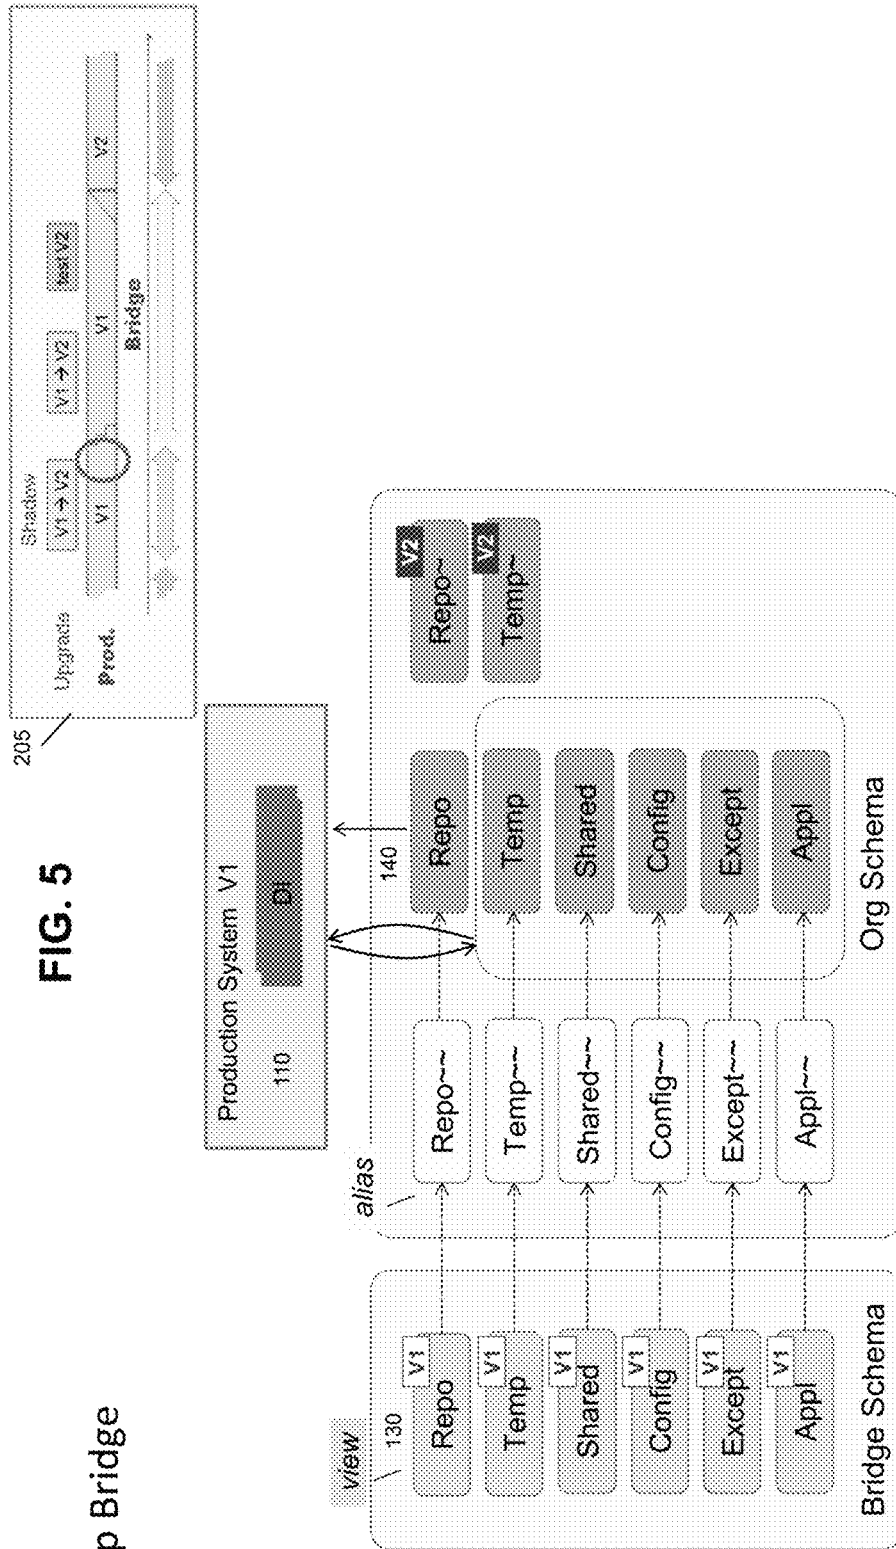 FIG. 5
p Bridge
205
Shadow
Upgrade V1 → V2 V1 → V2 test V2
Prod. V1 V1 V2
Bridge
Production System V1
110 DI
view
alias
130
140
V1 V2
Repo Repo~~ Repo Repo~
V1 V2
Temp Temp~~ Temp Temp~
V1
Shared Shared~~ Shared
V1
Config Config~~ Config
V1
Except Except~~ Except
V1
Appl Appl~~ Appl
Bridge Schema Org Schema